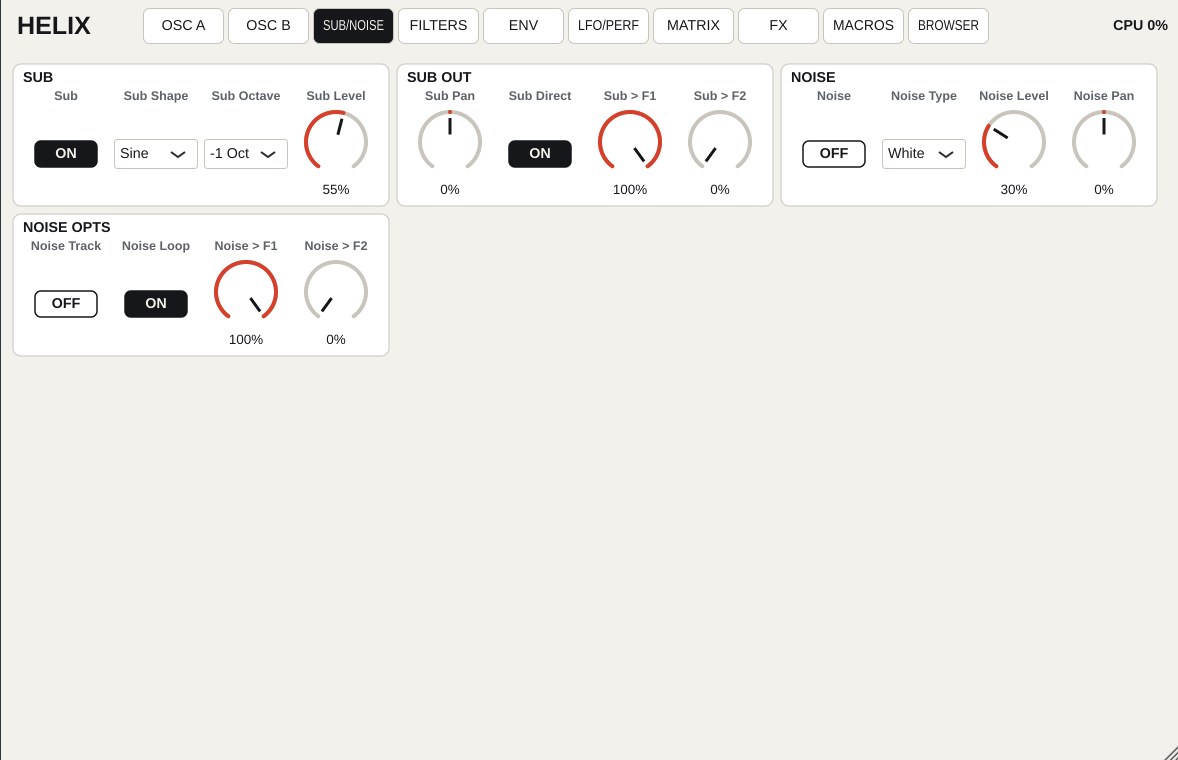 HELIX
OSC A
OSC B
SUB/NOISE
FILTERS
ENV
LFO/PERF
MATRIX
FX
MACROS
BROWSER
CPU 0%
SUB
Sub
Sub Shape
Sub Octave
Sub Level
ON
Sine
-1 Oct
55%
SUB OUT
Sub Pan
Sub Direct
Sub > F1
Sub > F2
ON
0%
100%
0%
NOISE
Noise
Noise Type
Noise Level
Noise Pan
OFF
White
30%
0%
NOISE OPTS
Noise Track
Noise Loop
Noise > F1
Noise > F2
OFF
ON
100%
0%